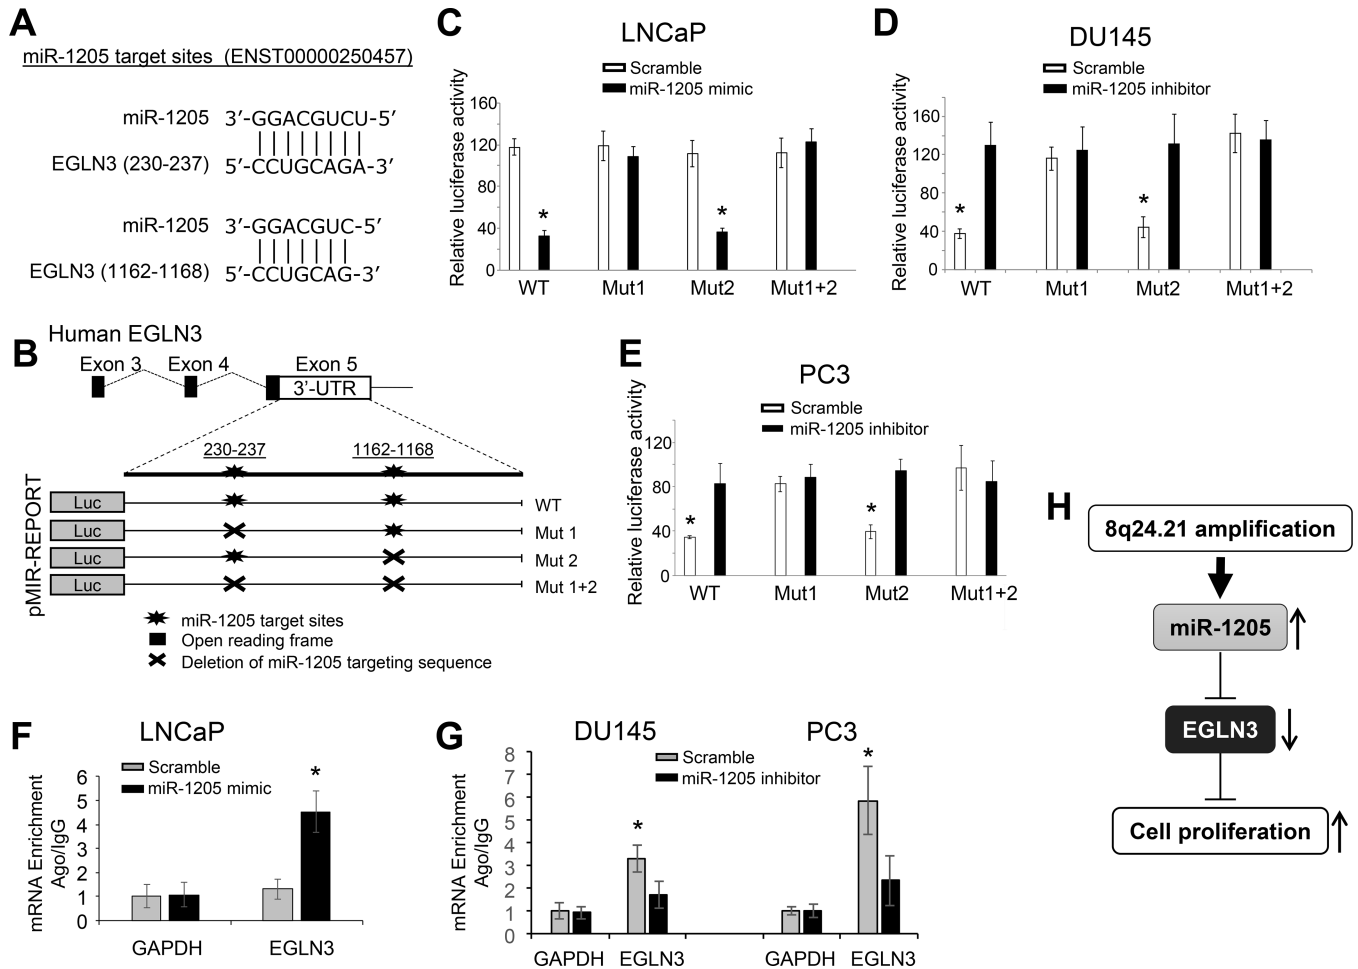 A
miR-1205 target sites (ENST00000250457)
miR-1205 3′-GGACGUCU-5′
EGLN3 (230-237) 5′-CCUGCAGA-3′
miR-1205 3′-GGACGUC-5′
EGLN3 (1162-1168) 5′-CCUGCAG-3′
B
Human EGLN3
Exon 3 Exon 4 Exon 5
3’-UTR
230-237 1162-1168
pMIR-REPORT
Luc WT
Luc Mut 1
Luc Mut 2
Luc Mut 1+2
miR-1205 target sites
Open reading frame
Deletion of miR-1205 targeting sequence
C
LNCaP
Scramble
miR-1205 mimic
Relative luciferase activity
160
120
80
40
0
WT Mut1 Mut2 Mut1+2
* *
D
DU145
Scramble
miR-1205 inhibitor
Relative luciferase activity
160
120
80
40
0
WT Mut1 Mut2 Mut1+2
* *
E
PC3
Scramble
miR-1205 inhibitor
Relative luciferase activity
120
80
40
0
WT Mut1 Mut2 Mut1+2
* *
F
LNCaP
Scramble
miR-1205 mimic
mRNA Enrichment
Ago/IgG
6
5
4
3
2
1
0
*
GAPDH EGLN3
G
DU145 PC3
Scramble
miR-1205 inhibitor
mRNA Enrichment
Ago/IgG
8
7
6
5
4
3
2
1
0
* *
GAPDH EGLN3 GAPDH EGLN3
H
8q24.21 amplification
miR-1205
EGLN3
Cell proliferation